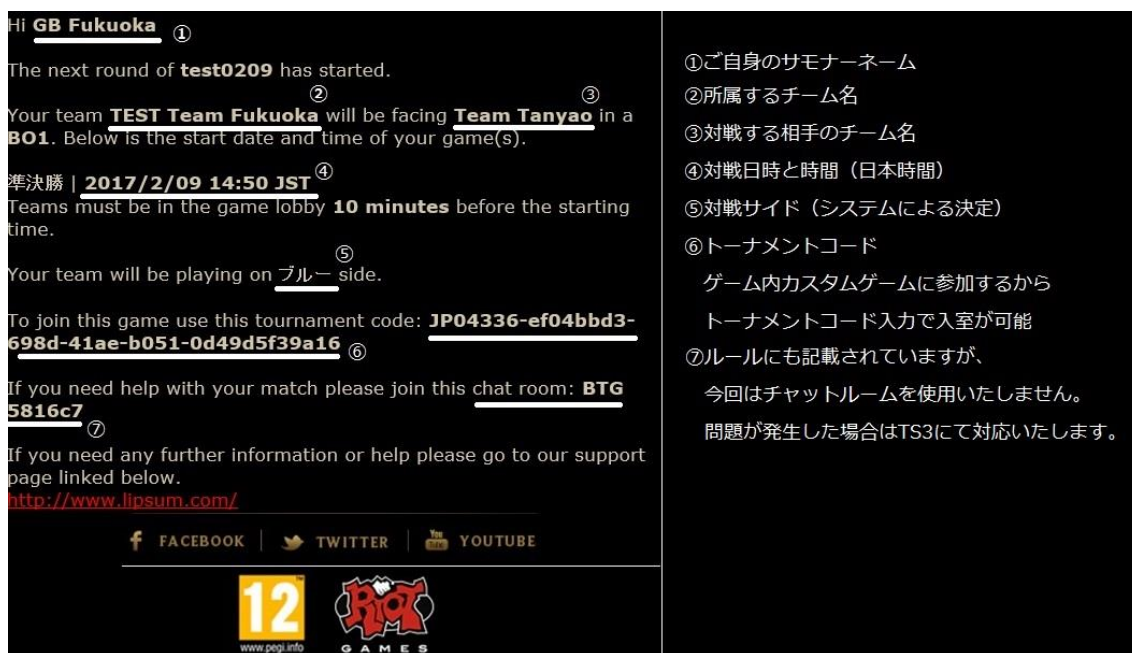 Hi GB Fukuoka ①
The next round of test0209 has started.
②
③
Your team TEST Team Fukuoka will be facing Team Tanyao in a
BO1. Below is the start date and time of your game(s).
準決勝 | 2017/2/09 14:50 JST ④
Teams must be in the game lobby 10 minutes before the starting
time.
⑤
Your team will be playing on ブルー side.
To join this game use this tournament code: JP04336-ef04bbd3-
698d-41ae-b051-0d49d5f39a16 ⑥
If you need help with your match please join this chat room: BTG
5816c7
⑦
If you need any further information or help please go to our support
page linked below.
http://www.lipsum.com/
f FACEBOOK | TWITTER | You Tube YOUTUBE
12
www.pegi.info
RIOT
GAMES
①ご自身のサモナーネーム
②所属するチーム名
③対戦する相手のチーム名
④対戦日時と時間（日本時間）
⑤対戦サイド（システムによる決定）
⑥トーナメントコード
ゲーム内カスタムゲームに参加するから
トーナメントコード入力で入室が可能
⑦ルールにも記載されていますが、
今回はチャットルームを使用いたしません。
問題が発生した場合はTS3にて対応いたします。